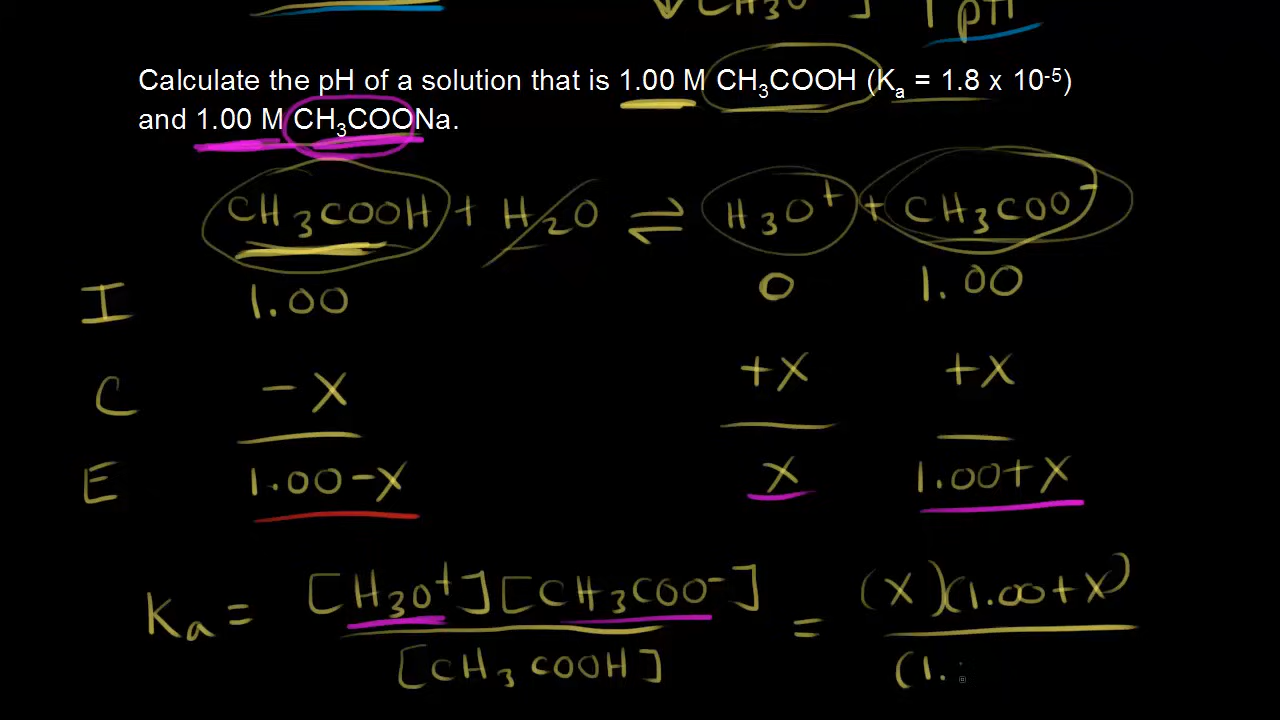 [CH₃O ] pH
Calculate the pH of a solution that is 1.00 M CH₃COOH (Kₐ = 1.8 x 10⁻⁵)
and 1.00 M CH₃COONa.
CH₃COOH + H₂O ⇌ H₃O⁺ + CH₃COO⁻
I 1.00 0 1.00
C -X +X +X
E 1.00-X X 1.00+X
Kₐ = [H₃O⁺][CH₃COO⁻] = (X)(1.00+X)
[CH₃COOH] (1.